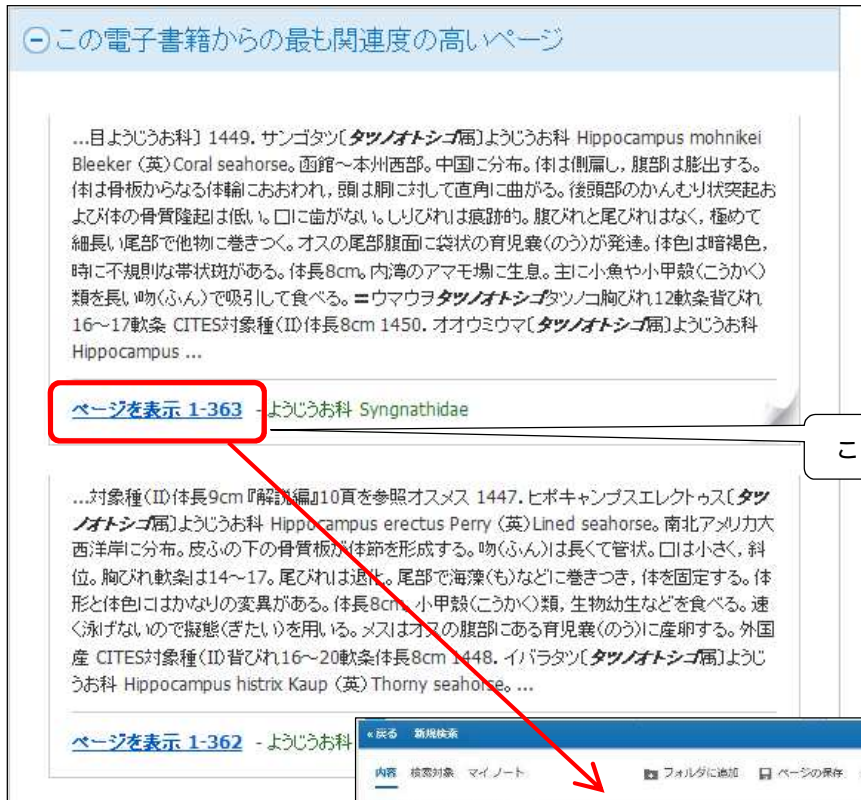 この電子書籍からの最も関連度の高いページ
...目ようじうお科〕 1449. サンゴタツ〔タツノオトシゴ属〕ようじうお科 Hippocampus mohnikei
Bleeker (英)Coral seahorse。函館～本州西部。中国に分布。体は側扁し，腹部は膨出する。
体は骨板からなる体輪におおわれ，頭は胴に対して直角に曲がる。後頭部のかんむり状突起お
よび体の骨質隆起は低い。口に歯がない。しりびれは痕跡的。腹びれと尾びれはなく，極めて
細長い尾部で他物に巻きつく。オスの尾部腹面に袋状の育児嚢(のう)が発達。体色は暗褐色，
時に不規則な帯状斑がある。体長8cm。内湾のアマモ場に生息。主に小魚や小甲殻(こうかく)
類を長い吻(ふん)で吸引して食べる。=ウマウヲタツノオトシゴタツノコ胸びれ12軟条背びれ
16～17軟条 CITES対象種(II)体長8cm 1450. オオウミウマ〔タツノオトシゴ属〕ようじうお科
Hippocampus ...
ページを表示 1-363 - ようじうお科 Syngnathidae
こ
...対象種(II)体長9cm『解説編』10頁を参照オスメス 1447. ヒポキャンプスエレクトゥス〔タツ
ノオトシゴ属〕ようじうお科 Hippocampus erectus Perry (英)Lined seahorse。南北アメリカ大
西洋岸に分布。皮ふの下の骨質板が体節を形成する。吻(ふん)は長くて管状。口は小さく，斜
位。胸びれ軟条は14～17。尾びれは退化。尾部で海藻(も)などに巻きつき，体を固定する。体
形と体色にはかなりの変異がある。体長8cm。小甲殻(こうかく)類，生物幼生などを食べる。速
く泳げないので擬態(ぎたい)を用いる。メスはオスの腹部にある育児嚢(のう)に産卵する。外国
産 CITES対象種(II)背びれ16～20軟条体長8cm 1448. イバラタツ〔タツノオトシゴ属〕ようじ
うお科 Hippocampus histrix Kaup (英)Thorny seahorse。...
ページを表示 1-362 - ようじうお科
«戻る 新規検索
内容 検索対象 マイノート フォルダに追加 ページの保存